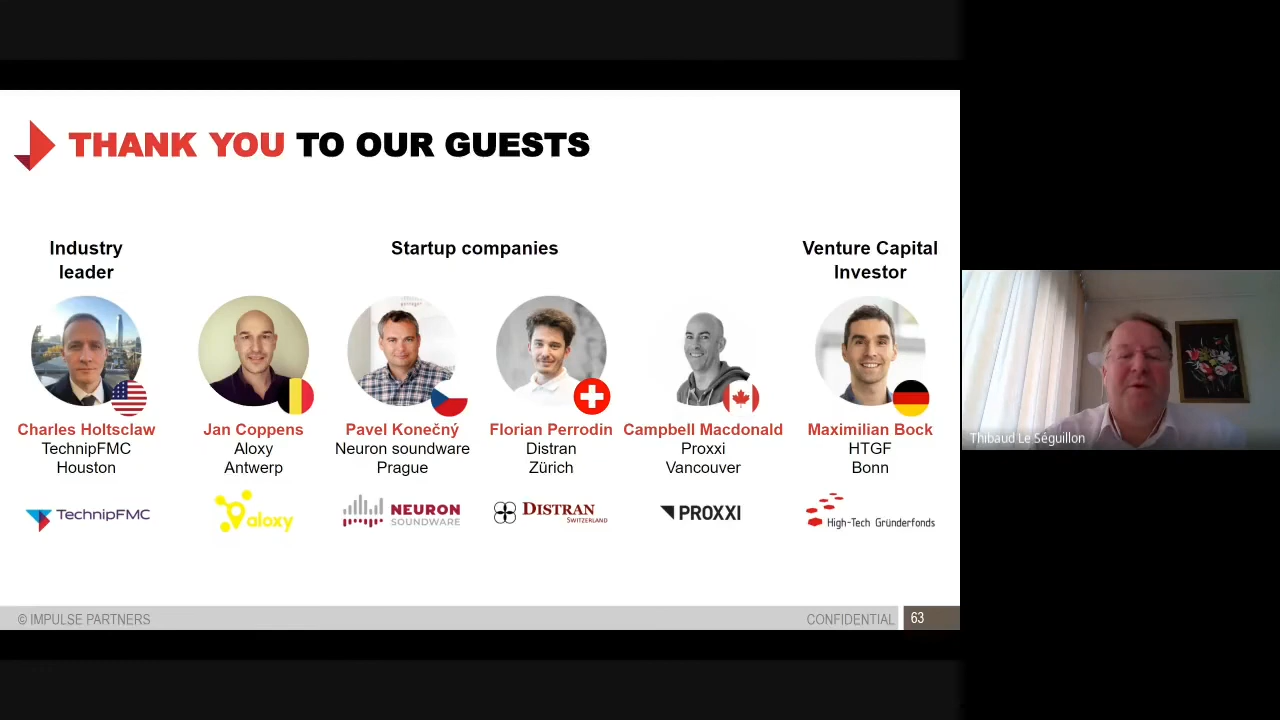 THANK YOU TO OUR GUESTS
Industry
leader
Startup companies
Venture Capital
Investor
Charles Holtsclaw
TechnipFMC
Houston
Jan Coppens
Aloxy
Antwerp
Pavel Konečný
Neuron soundware
Prague
Florian Perrodin
Distran
Zürich
Campbell Macdonald
Proxxi
Vancouver
Maximilian Bock
HTGF
Bonn
TechnipFMC
aloxy
NEURON
SOUNDWARE
DISTRAN
SWITZERLAND
PROXXI
High-Tech Gründerfonds
Thibaud Le Séguillon
© IMPULSE PARTNERS
CONFIDENTIAL
63